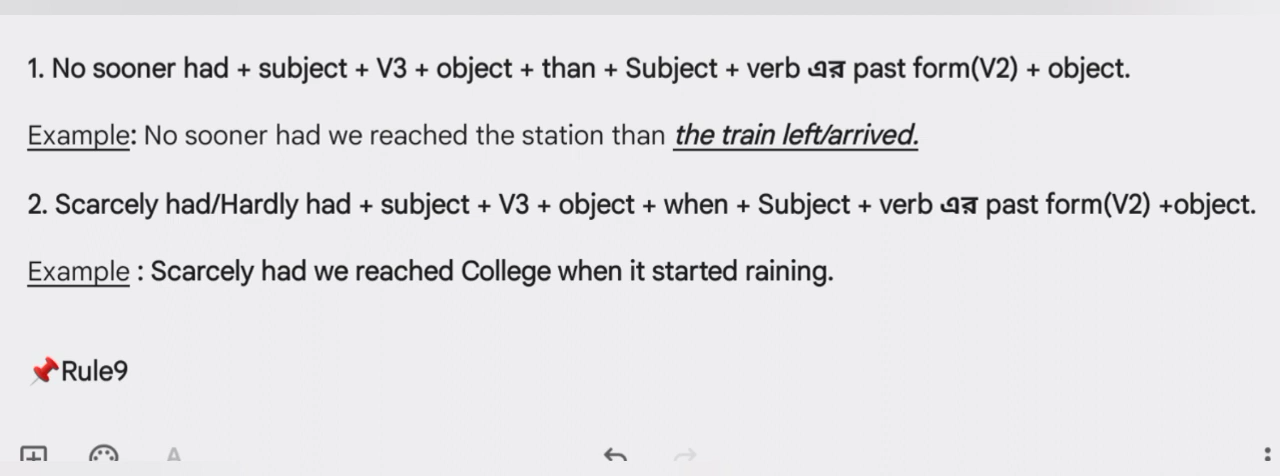 1. No sooner had + subject + V3 + object + than + Subject + verb এর past form(V2) + object.
Example: No sooner had we reached the station than the train left/arrived.
2. Scarcely had/Hardly had + subject + V3 + object + when + Subject + verb এর past form(V2) +object.
Example : Scarcely had we reached College when it started raining.
📌Rule9
A